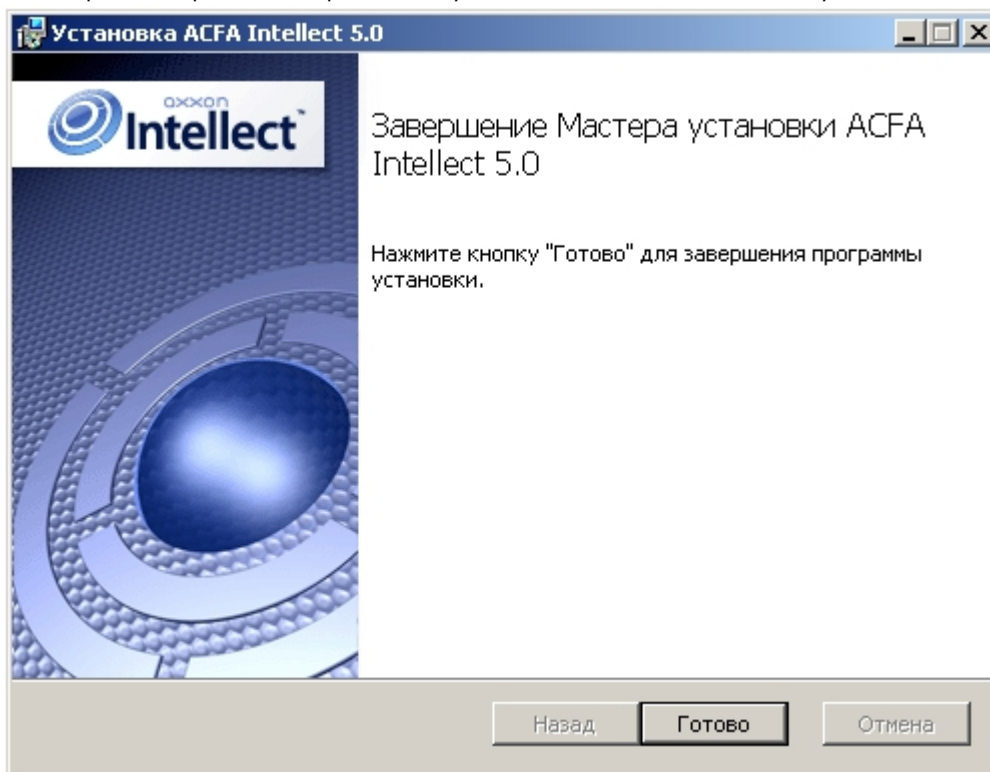 Установка ACFA Intellect 5.0
axxon
Intellect™
Завершение Мастера установки ACFA
Intellect 5.0
Нажмите кнопку "Готово" для завершения программы
установки.
Назад
Готово
Отмена